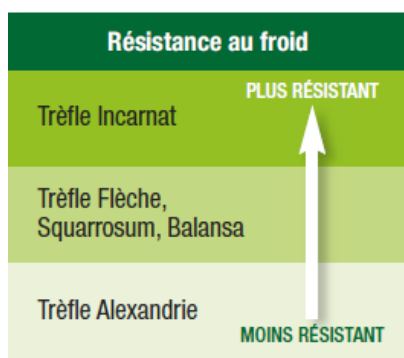 Résistance au froid
PLUS RÉSISTANT
Trèfle Incarnat
Trèfle Flèche,
Squarrosum, Balansa
Trèfle Alexandrie
MOINS RÉSISTANT